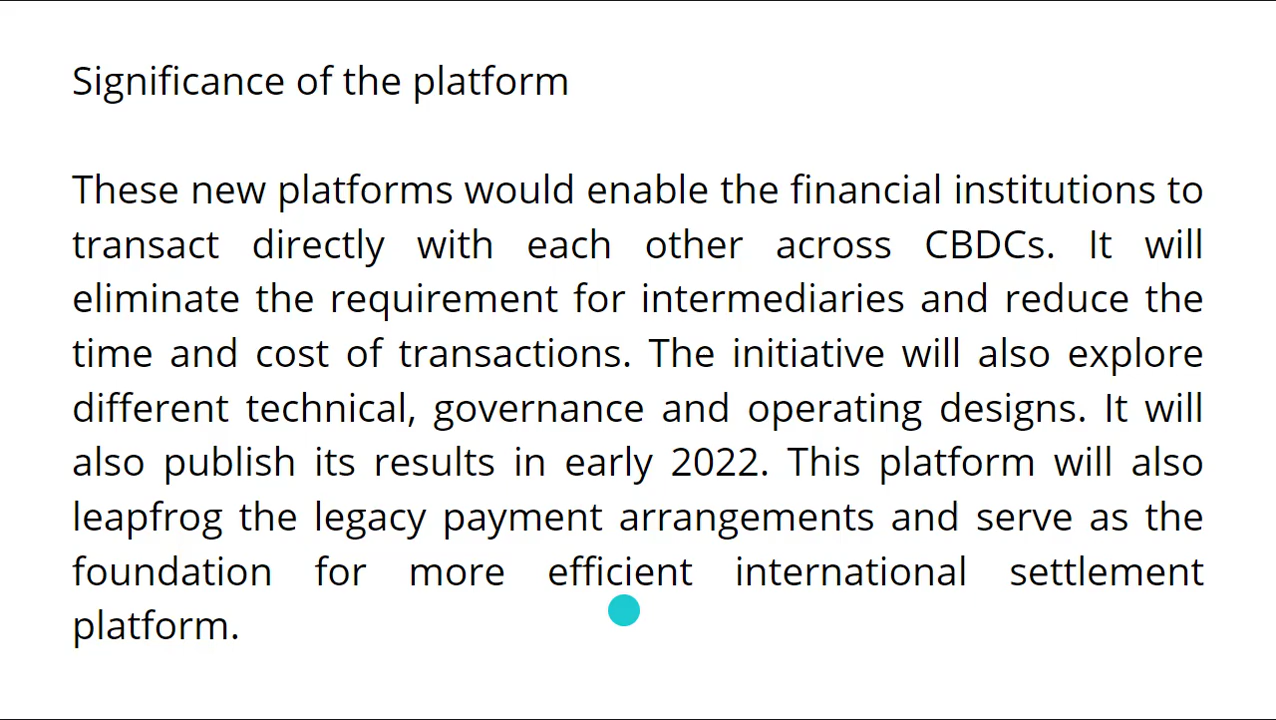 Significance of the platform
These new platforms would enable the financial institutions to
transact directly with each other across CBDCs. It will
eliminate the requirement for intermediaries and reduce the
time and cost of transactions. The initiative will also explore
different technical, governance and operating designs. It will
also publish its results in early 2022. This platform will also
leapfrog the legacy payment arrangements and serve as the
foundation for more efficient international settlement
platform.